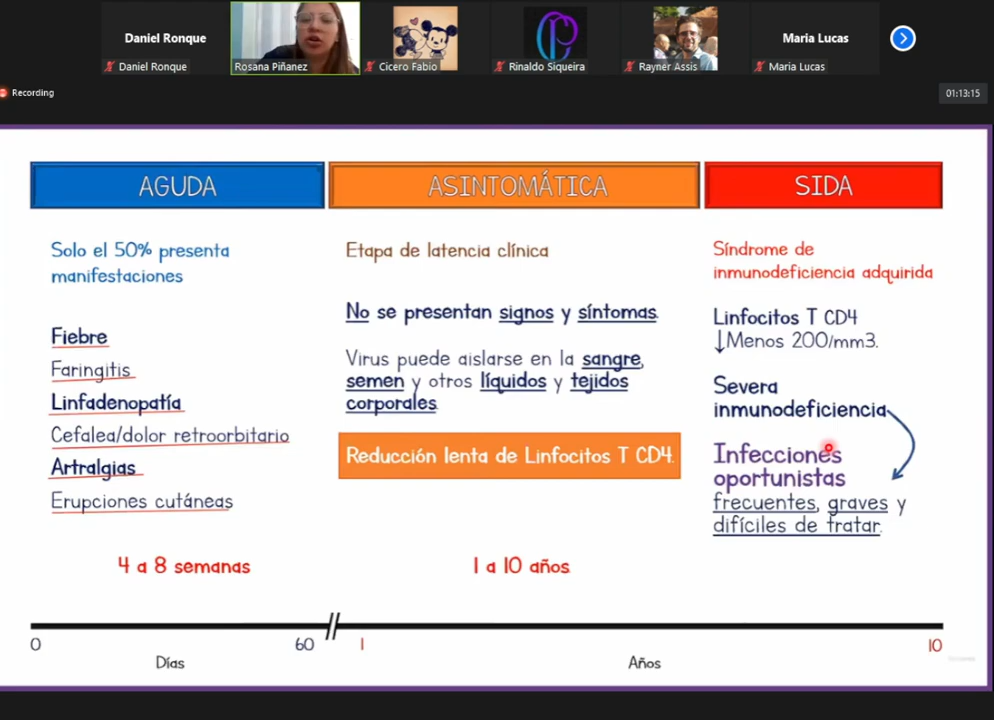 Daniel Ronque
Maria Lucas
Daniel Ronque
Rosana Piñanez
Cicero Fabio
Rinaldo Siqueira
Rayner Assis
Maria Lucas
Recording
01:13:15
AGUDA
ASINTOMÁTICA
SIDA
Solo el 50% presenta
manifestaciones
Fiebre
Faringitis
Linfadenopatía
Cefalea/dolor retroorbitario
Artralgias
Erupciones cutáneas
4 a 8 semanas
Etapa de latencia clínica
No se presentan signos y síntomas.
Virus puede aislarse en la sangre,
semen y otros líquidos y tejidos
corporales.
Reducción lenta de Linfocitos T CD4.
1 a 10 años
Síndrome de
inmunodeficiencia adquirida
Linfocitos T CD4
↓Menos 200/mm3.
Severa
inmunodeficiencia
Infecciones
oportunistas
frecuentes, graves y
difíciles de tratar.
0
60
1
10
Días
Años